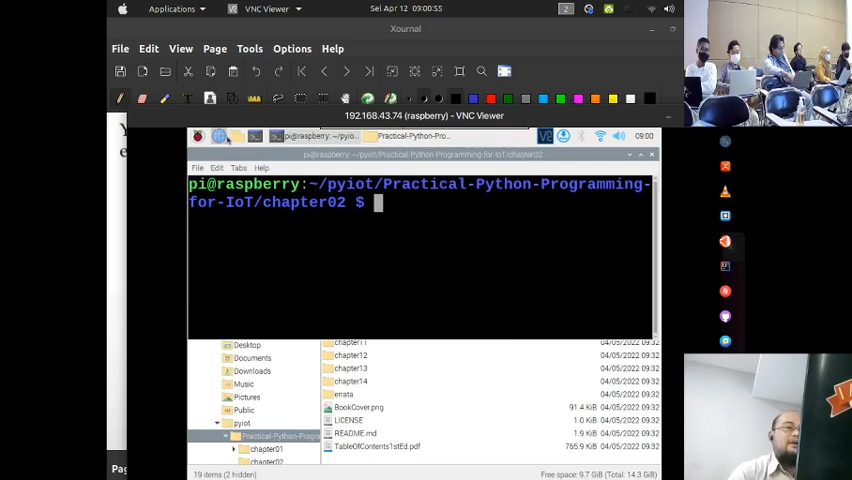 Applications
VNC Viewer
Sel Apr 12 09:00:55
2
Xournal
File Edit View Page Tools Options Help
192.168.43.74 (raspberry) - VNC Viewer
pi@raspberry: ~/pyio...
Practical-Python-Pro...
09:00
pi@raspberry: ~/pyiot/Practical-Python-Programming-for-IoT/chapter02
File Edit Tabs Help
pi@raspberry:~/pyiot/Practical-Python-Programming-
for-IoT/chapter02 $
Desktop
Documents
Downloads
Music
Pictures
Public
pyiot
Practical-Python-Progra
chapter01
chapter02
chapter11 04/05/2022 09:32
chapter12 04/05/2022 09:32
chapter13 04/05/2022 09:32
chapter14 04/05/2022 09:32
errata 04/05/2022 09:32
BookCover.png 91.4 KiB 04/05/2022 09:32
LICENSE 1.0 KiB 04/05/2022 09:32
README.md 1.9 KiB 04/05/2022 09:32
TableOfContents1stEd.pdf 765.9 KiB 04/05/2022 09:32
19 items (2 hidden)
Free space: 9.7 GiB (Total: 14.3 GiB)